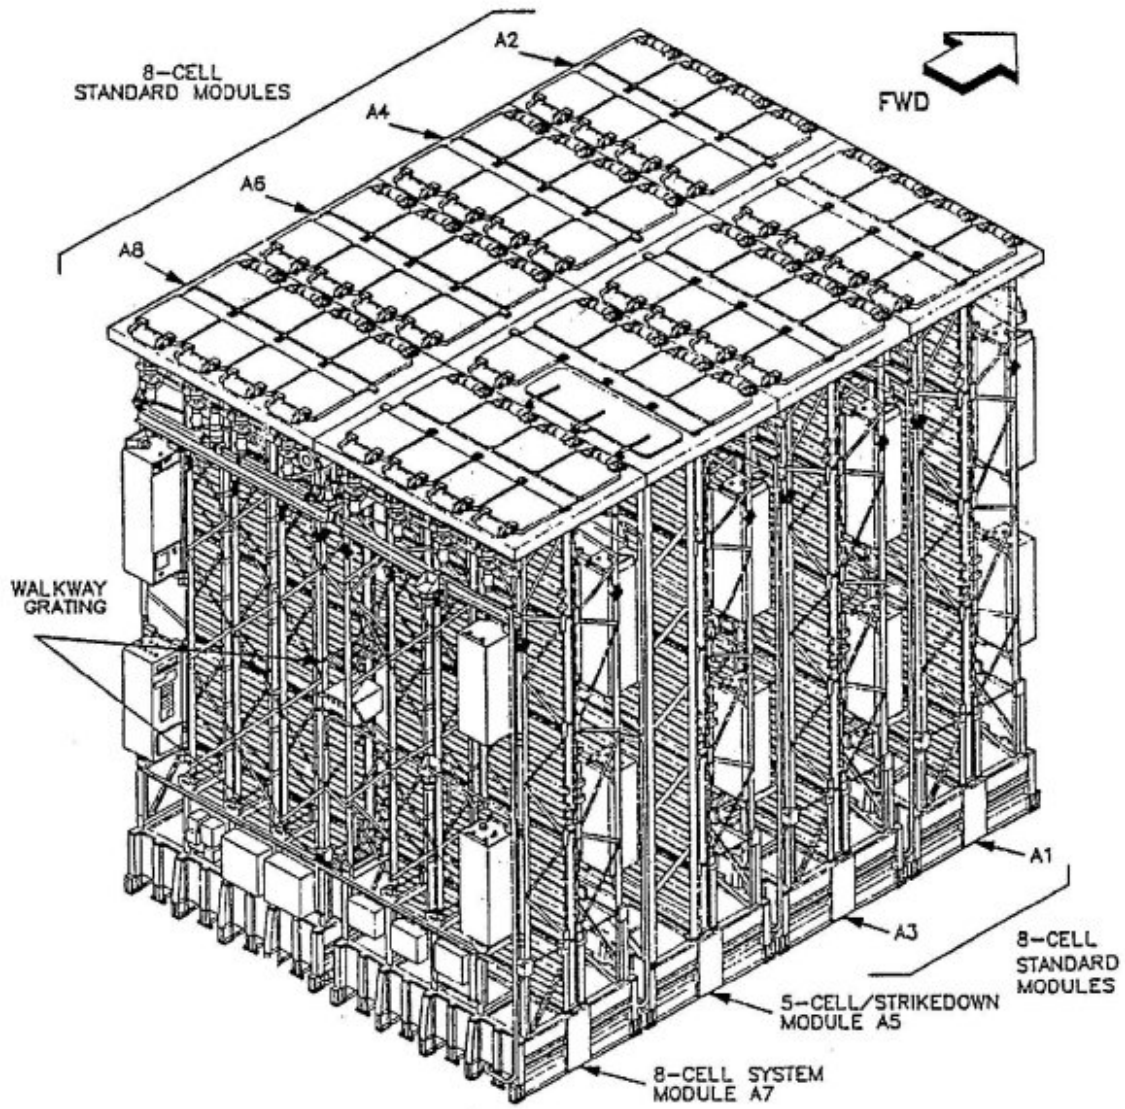 8-CELL
STANDARD MODULES
A2
A4
A6
A8
FWD
WALKWAY
GRATING
A1
A3
8-CELL
STANDARD
MODULES
5-CELL/STRIKEDOWN
MODULE A5
8-CELL SYSTEM
MODULE A7